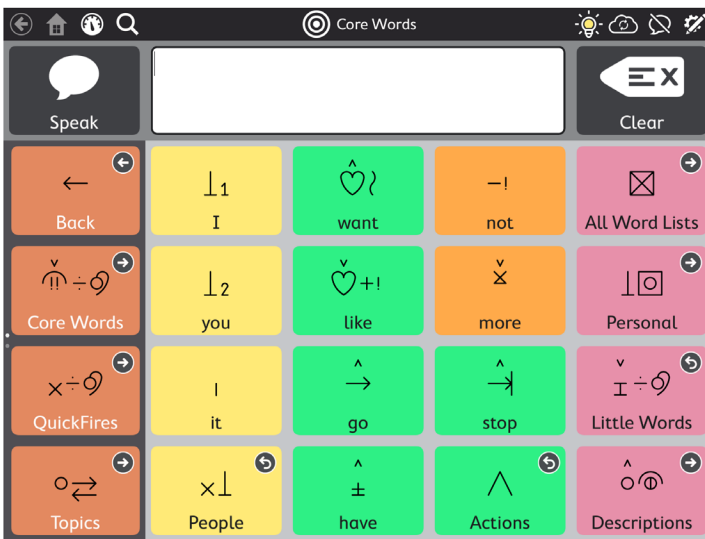 Core Words
Speak
Clear
Back
I
want
not
All Word Lists
Core Words
you
like
more
Personal
QuickFires
it
go
stop
Little Words
Topics
People
have
Actions
Descriptions